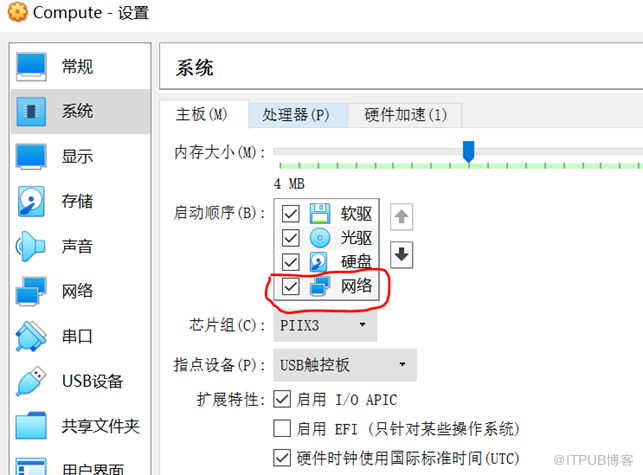 Compute - 设置
常规
系统
显示
存储
声音
网络
串口
USB设备
共享文件夹
用户界面
系统
主板(M)
处理器(P)
硬件加速(l)
内存大小(M):
4 MB
启动顺序(B):
软驱
光驱
硬盘
网络
芯片组(C):
PIIX3
指点设备(P):
USB触控板
扩展特性:
启用 I/O APIC
启用 EFI (只针对某些操作系统)
硬件时钟使用国际标准时间(UTC)
@ITPUB博客